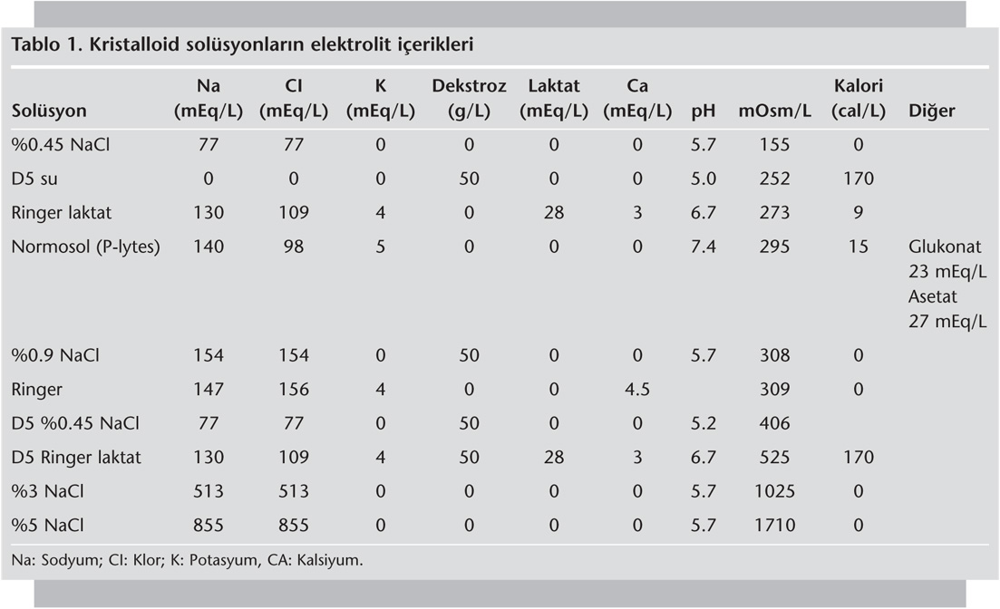 Tablo 1. Kristalloid solüsyonların elektrolit içerikleri
Na CI K Dekstroz Laktat Ca Kalori
Solüsyon (mEq/L) (mEq/L) (mEq/L) (g/L) (mEq/L) (mEq/L) pH mOsm/L (cal/L) Diğer
%0.45 NaCl 77 77 0 0 0 0 5.7 155 0
D5 su 0 0 0 50 0 0 5.0 252 170
Ringer laktat 130 109 4 0 28 3 6.7 273 9
Normosol (P-lytes) 140 98 5 0 0 0 7.4 295 15 Glukonat
23 mEq/L
Asetat
27 mEq/L
%0.9 NaCl 154 154 0 50 0 0 5.7 308 0
Ringer 147 156 4 0 0 4.5 309 0
D5 %0.45 NaCl 77 77 0 50 0 0 5.2 406
D5 Ringer laktat 130 109 4 50 28 3 6.7 525 170
%3 NaCl 513 513 0 0 0 0 5.7 1025 0
%5 NaCl 855 855 0 0 0 0 5.7 1710 0
Na: Sodyum; CI: Klor; K: Potasyum, CA: Kalsiyum.